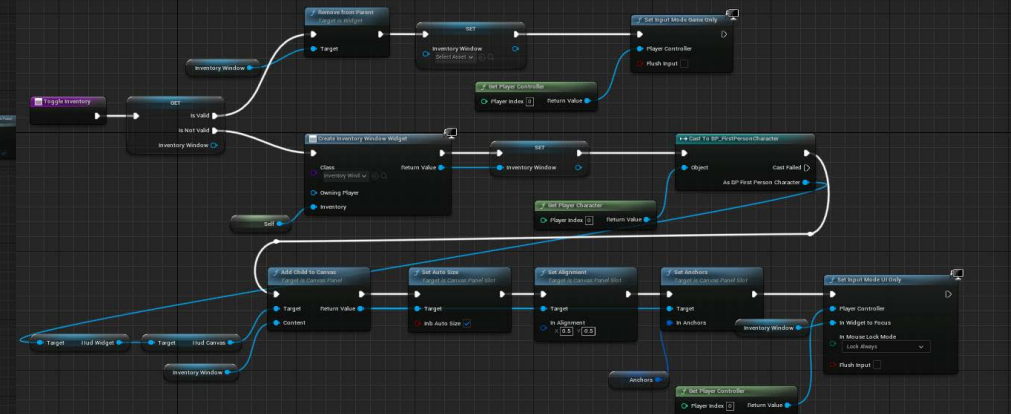 Remove from Parent
Target is Widget
SET
Set Input Mode Game Only
Target
Inventory Window
Select Asset
Player Controller
Flush Input
Inventory Window
Get Player Controller
Player Index 0
Return Value
Toggle Inventory
GET
Is Valid
Is Not Valid
Inventory Window
Create Inventory Window Widget
SET
Cast To BP_FirstPersonCharacter
Class
Inventory Wind
Return Value
Inventory Window
Object
Cast Failed
As BP First Person Character
Owning Player
Inventory
Self
Get Player Character
Player Index 0
Return Value
Add Child to Canvas
Target is Canvas Panel
Set Auto Size
Target is Canvas Panel Slot
Set Alignment
Target is Canvas Panel Slot
Set Anchors
Target is Canvas Panel Slot
Set Input Mode UI Only
Target
Return Value
Content
Target
Inb Auto Size
Target
In Alignment
X 0.5 Y 0.5
Target
In Anchors
Player Controller
In Widget to Focus
In Mouse Lock Mode
Lock Always
Flush Input
Inventory Window
Target
Hud Widget
Target
Hud Canvas
Inventory Window
Anchors
Get Player Controller
Player Index 0
Return Value